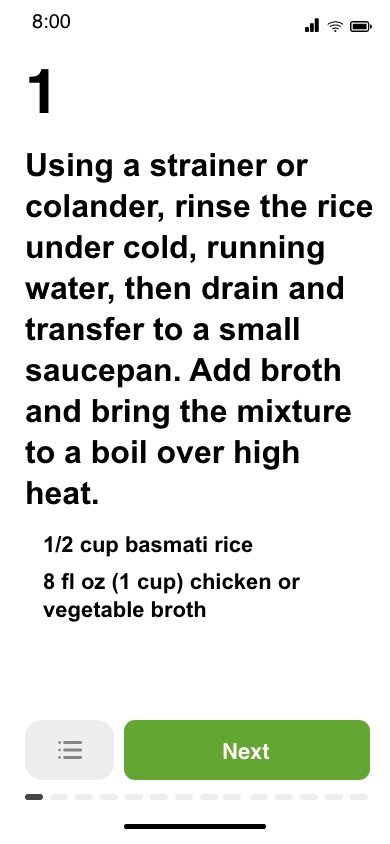 8:00
1
Using a strainer or
colander, rinse the rice
under cold, running
water, then drain and
transfer to a small
saucepan. Add broth
and bring the mixture
to a boil over high
heat.
1/2 cup basmati rice
8 fl oz (1 cup) chicken or
vegetable broth
Next